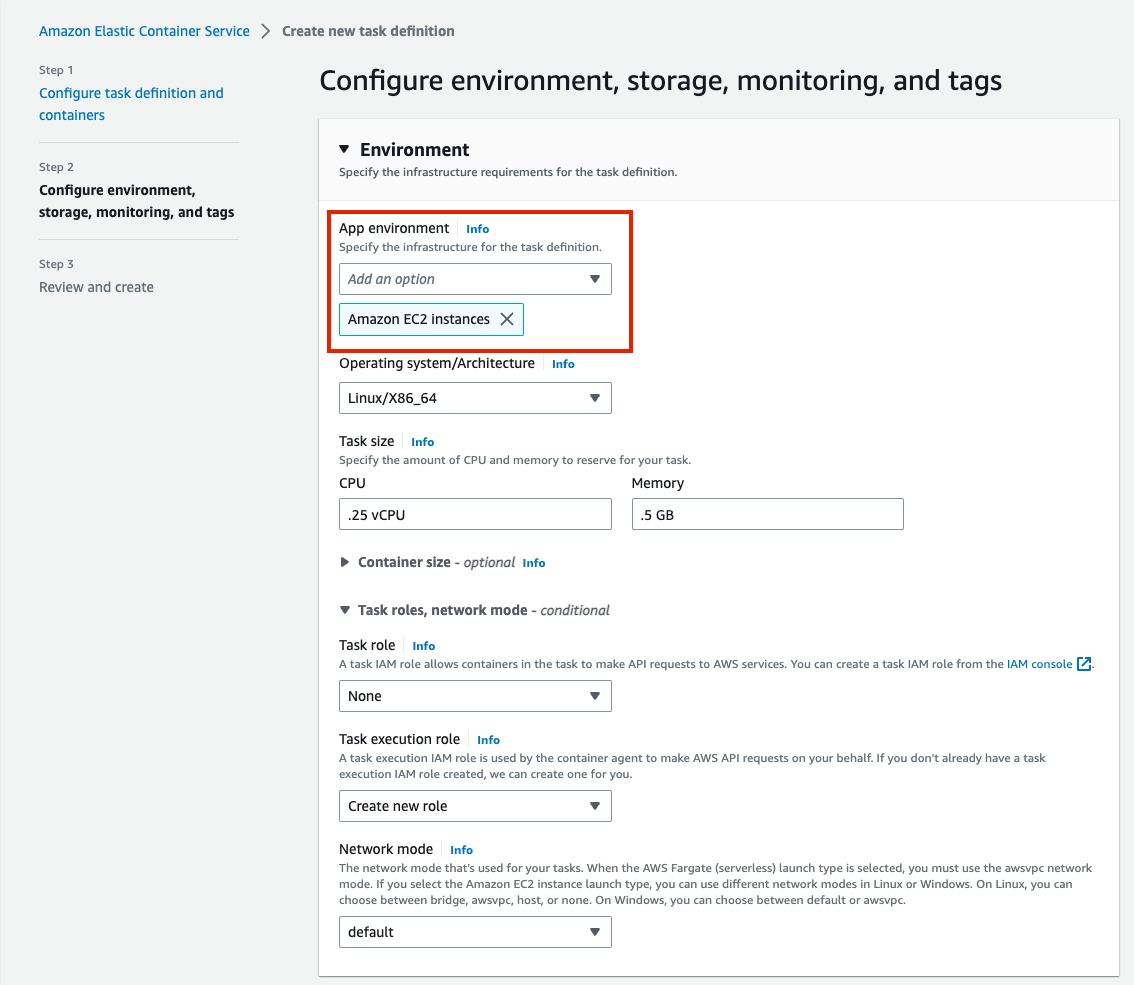 Amazon Elastic Container Service > Create new task definition
Step 1
Configure task definition and
containers
Step 2
Configure environment,
storage, monitoring, and tags
Step 3
Review and create
Configure environment, storage, monitoring, and tags
Environment
Specify the infrastructure requirements for the task definition.
App environment Info
Specify the infrastructure for the task definition.
Add an option
Amazon EC2 instances
Operating system/Architecture Info
Linux/X86_64
Task size Info
Specify the amount of CPU and memory to reserve for your task.
CPU Memory
.25 vCPU .5 GB
Container size - optional Info
Task roles, network mode - conditional
Task role Info
A task IAM role allows containers in the task to make API requests to AWS services. You can create a task IAM role from the IAM console.
None
Task execution role Info
A task execution IAM role is used by the container agent to make AWS API requests on your behalf. If you don't already have a task
execution IAM role created, we can create one for you.
Create new role
Network mode Info
The network mode that's used for your tasks. When the AWS Fargate (serverless) launch type is selected, you must use the awsvpc network
mode. If you select the Amazon EC2 instance launch type, you can use different network modes in Linux or Windows. On Linux, you can
choose between bridge, awsvpc, host, or none. On Windows, you can choose between default or awsvpc.
default